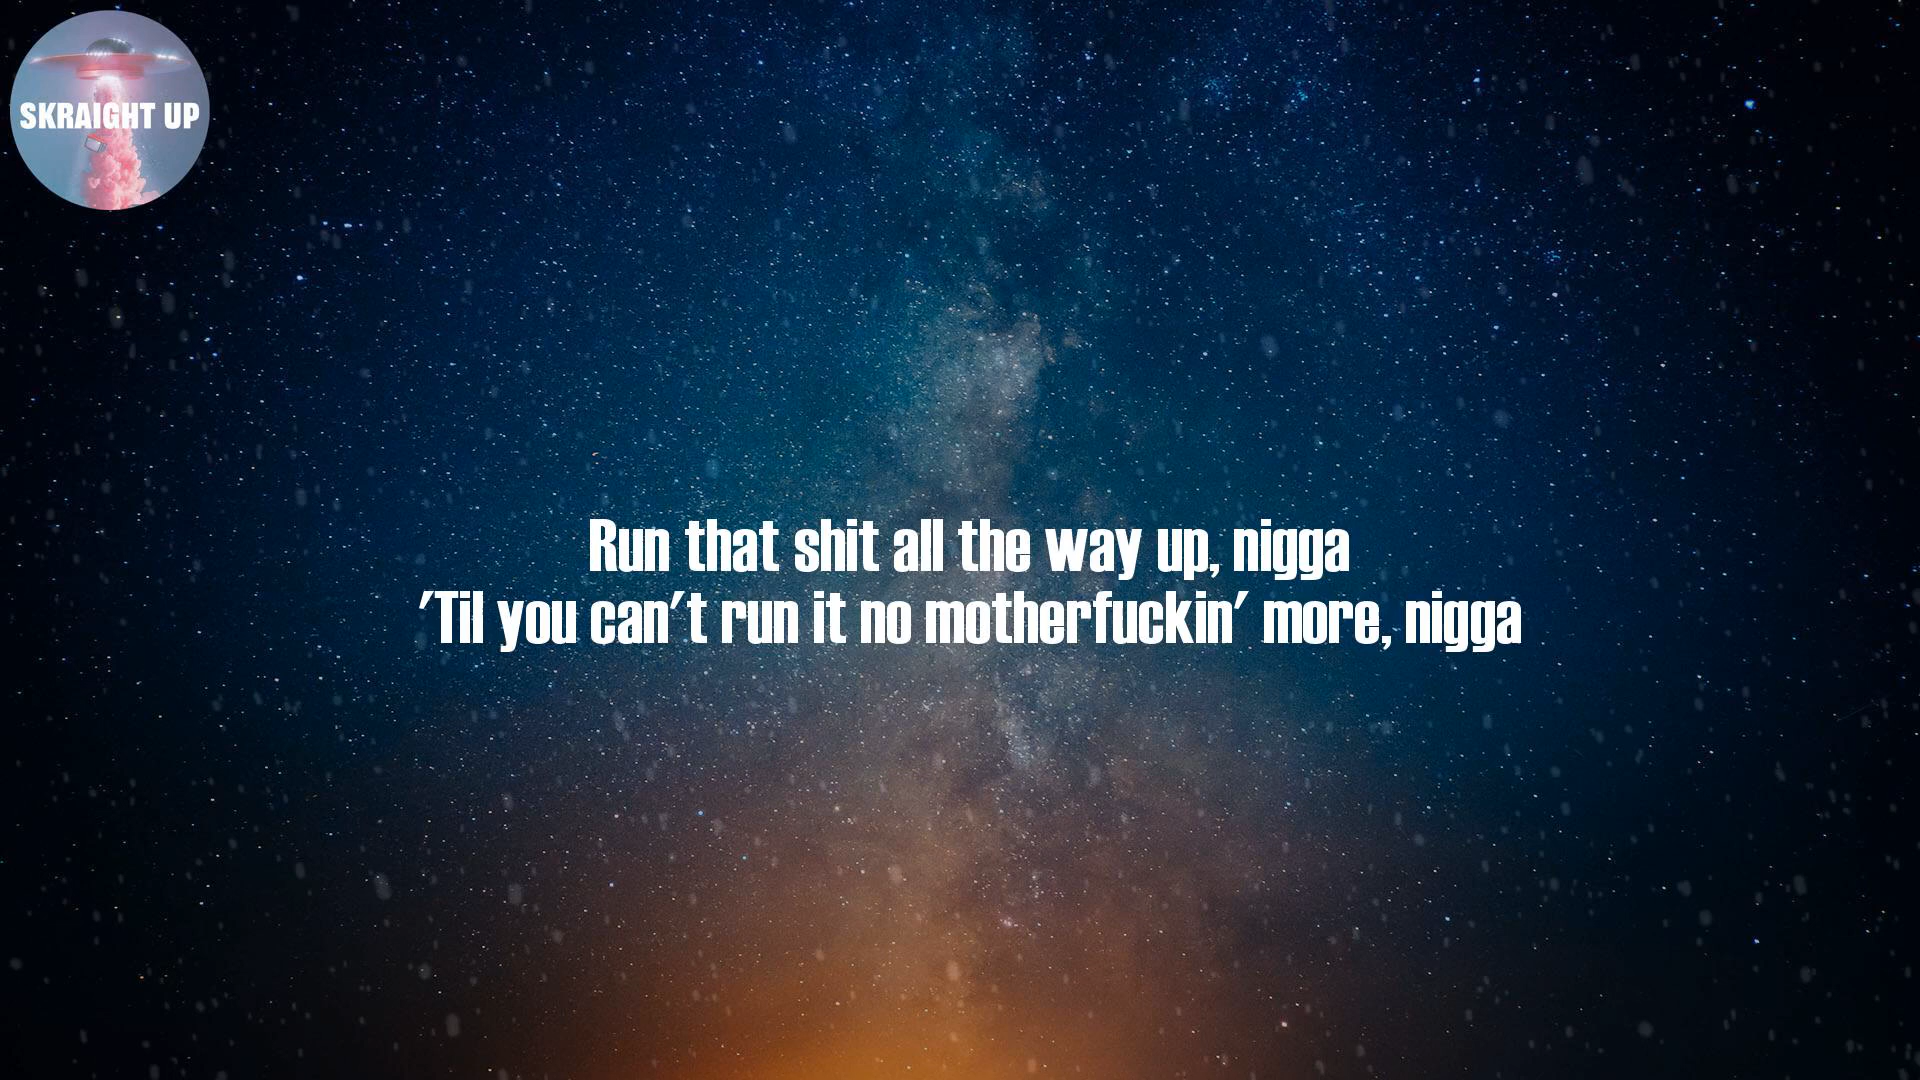 SKRAIGHT UP
Run that shit all the way up, nigga
'Til you can't run it no motherfuckin' more, nigga